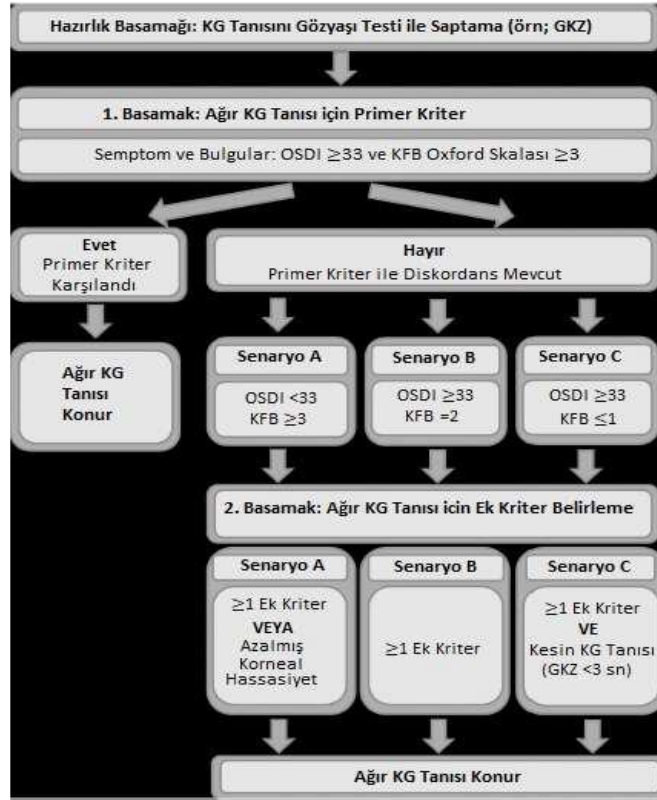 Hazırlık Basamağı: KG Tanısını Gözyaşı Testi ile Saptama (örn; GKZ)
1. Basamak: Ağır KG Tanısı için Primer Kriter
Semptom ve Bulgular: OSDI ≥33 ve KFB Oxford Skalası ≥3
Evet
Primer Kriter
Karşılandı
Hayır
Primer Kriter ile Diskordans Mevcut
Ağır KG
Tanısı
Konur
Senaryo A
OSDI <33
KFB ≥3
Senaryo B
OSDI ≥33
KFB =2
Senaryo C
OSDI ≥33
KFB ≤1
2. Basamak: Ağır KG Tanısı icin Ek Kriter Belirleme
Senaryo A
≥1 Ek Kriter
VEYA
Azalmış
Korneal
Hassasiyet
Senaryo B
≥1 Ek Kriter
Senaryo C
≥1 Ek Kriter
VE
Kesin KG Tanısı
(GKZ <3 sn)
Ağır KG Tanısı Konur